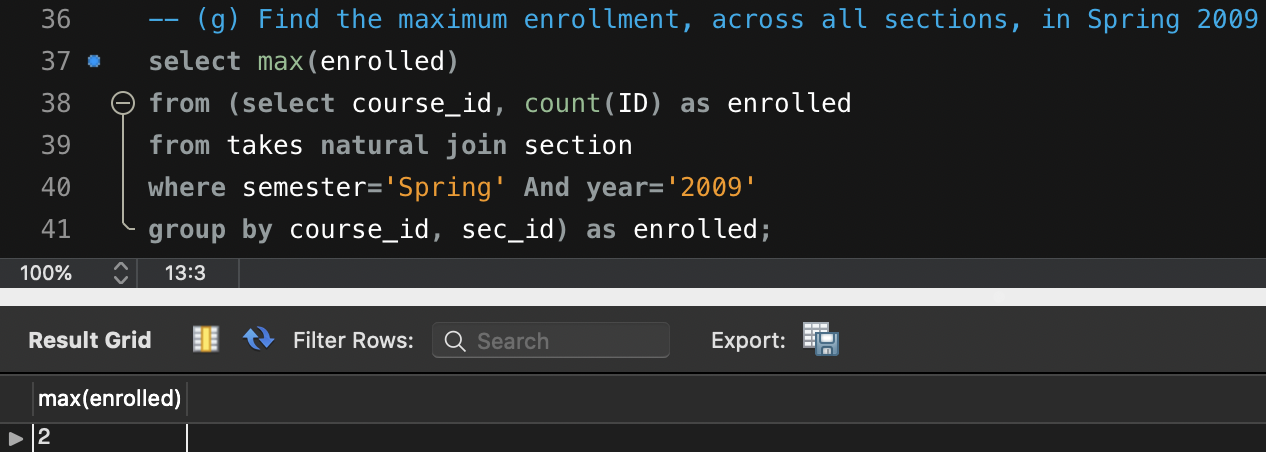 36 -- (g) Find the maximum enrollment, across all sections, in Spring 2009
37 select max(enrolled)
38 from (select course_id, count(ID) as enrolled
39 from takes natural join section
40 where semester='Spring' And year='2009'
41 group by course_id, sec_id) as enrolled;
100% 13:3
Result Grid Filter Rows: Search Export:
max(enrolled)
2